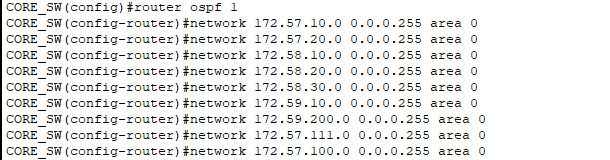 CORE_SW(config)#router ospf 1
CORE_SW(config-router)#network 172.57.10.0 0.0.0.255 area 0
CORE_SW(config-router)#network 172.57.20.0 0.0.0.255 area 0
CORE_SW(config-router)#network 172.58.10.0 0.0.0.255 area 0
CORE_SW(config-router)#network 172.58.20.0 0.0.0.255 area 0
CORE_SW(config-router)#network 172.58.30.0 0.0.0.255 area 0
CORE_SW(config-router)#network 172.59.10.0 0.0.0.255 area 0
CORE_SW(config-router)#network 172.59.200.0 0.0.0.255 area 0
CORE_SW(config-router)#network 172.57.111.0 0.0.0.255 area 0
CORE_SW(config-router)#network 172.57.100.0 0.0.0.255 area 0